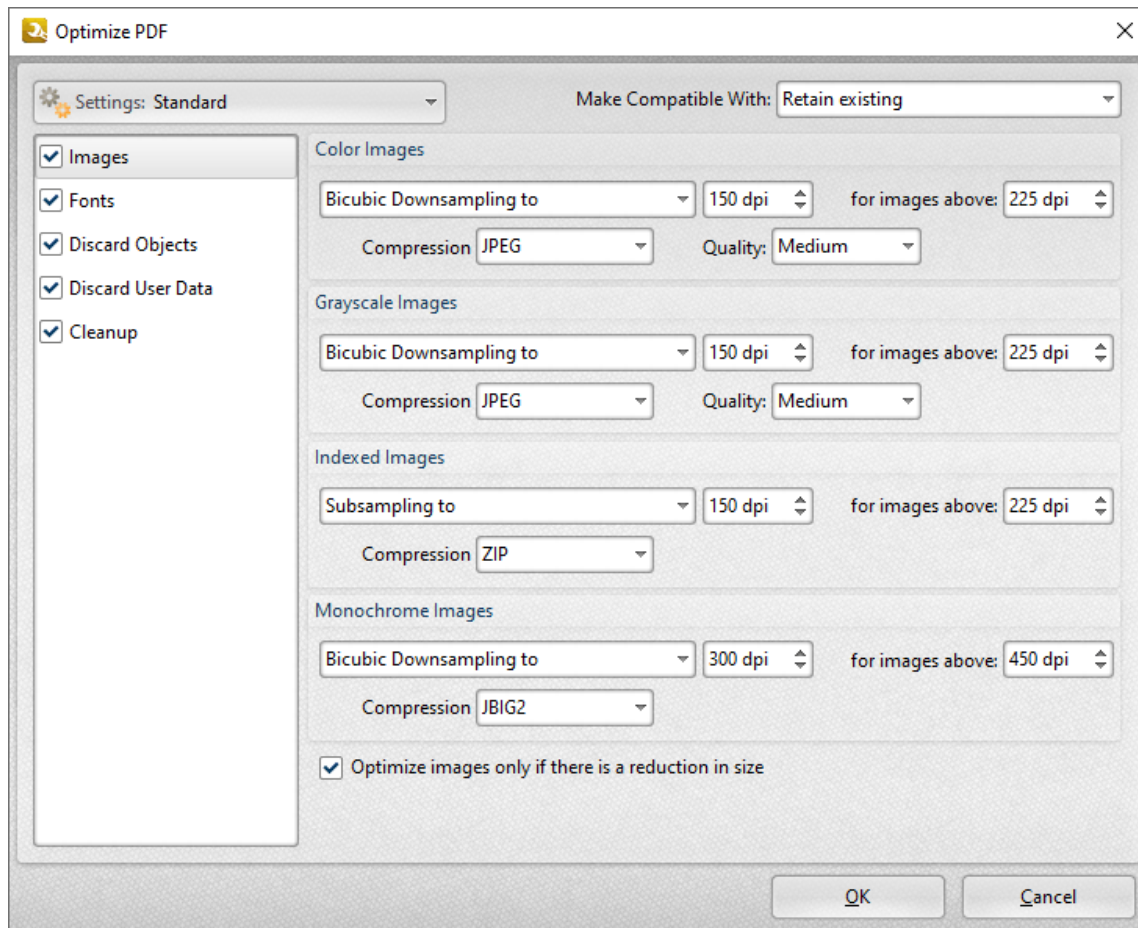 Optimize PDF
Settings: Standard
Make Compatible With: Retain existing
Images
Fonts
Discard Objects
Discard User Data
Cleanup
Color Images
Bicubic Downsampling to 150 dpi for images above: 225 dpi
Compression JPEG Quality: Medium
Grayscale Images
Bicubic Downsampling to 150 dpi for images above: 225 dpi
Compression JPEG Quality: Medium
Indexed Images
Subsampling to 150 dpi for images above: 225 dpi
Compression ZIP
Monochrome Images
Bicubic Downsampling to 300 dpi for images above: 450 dpi
Compression JBIG2
Optimize images only if there is a reduction in size
OK Cancel